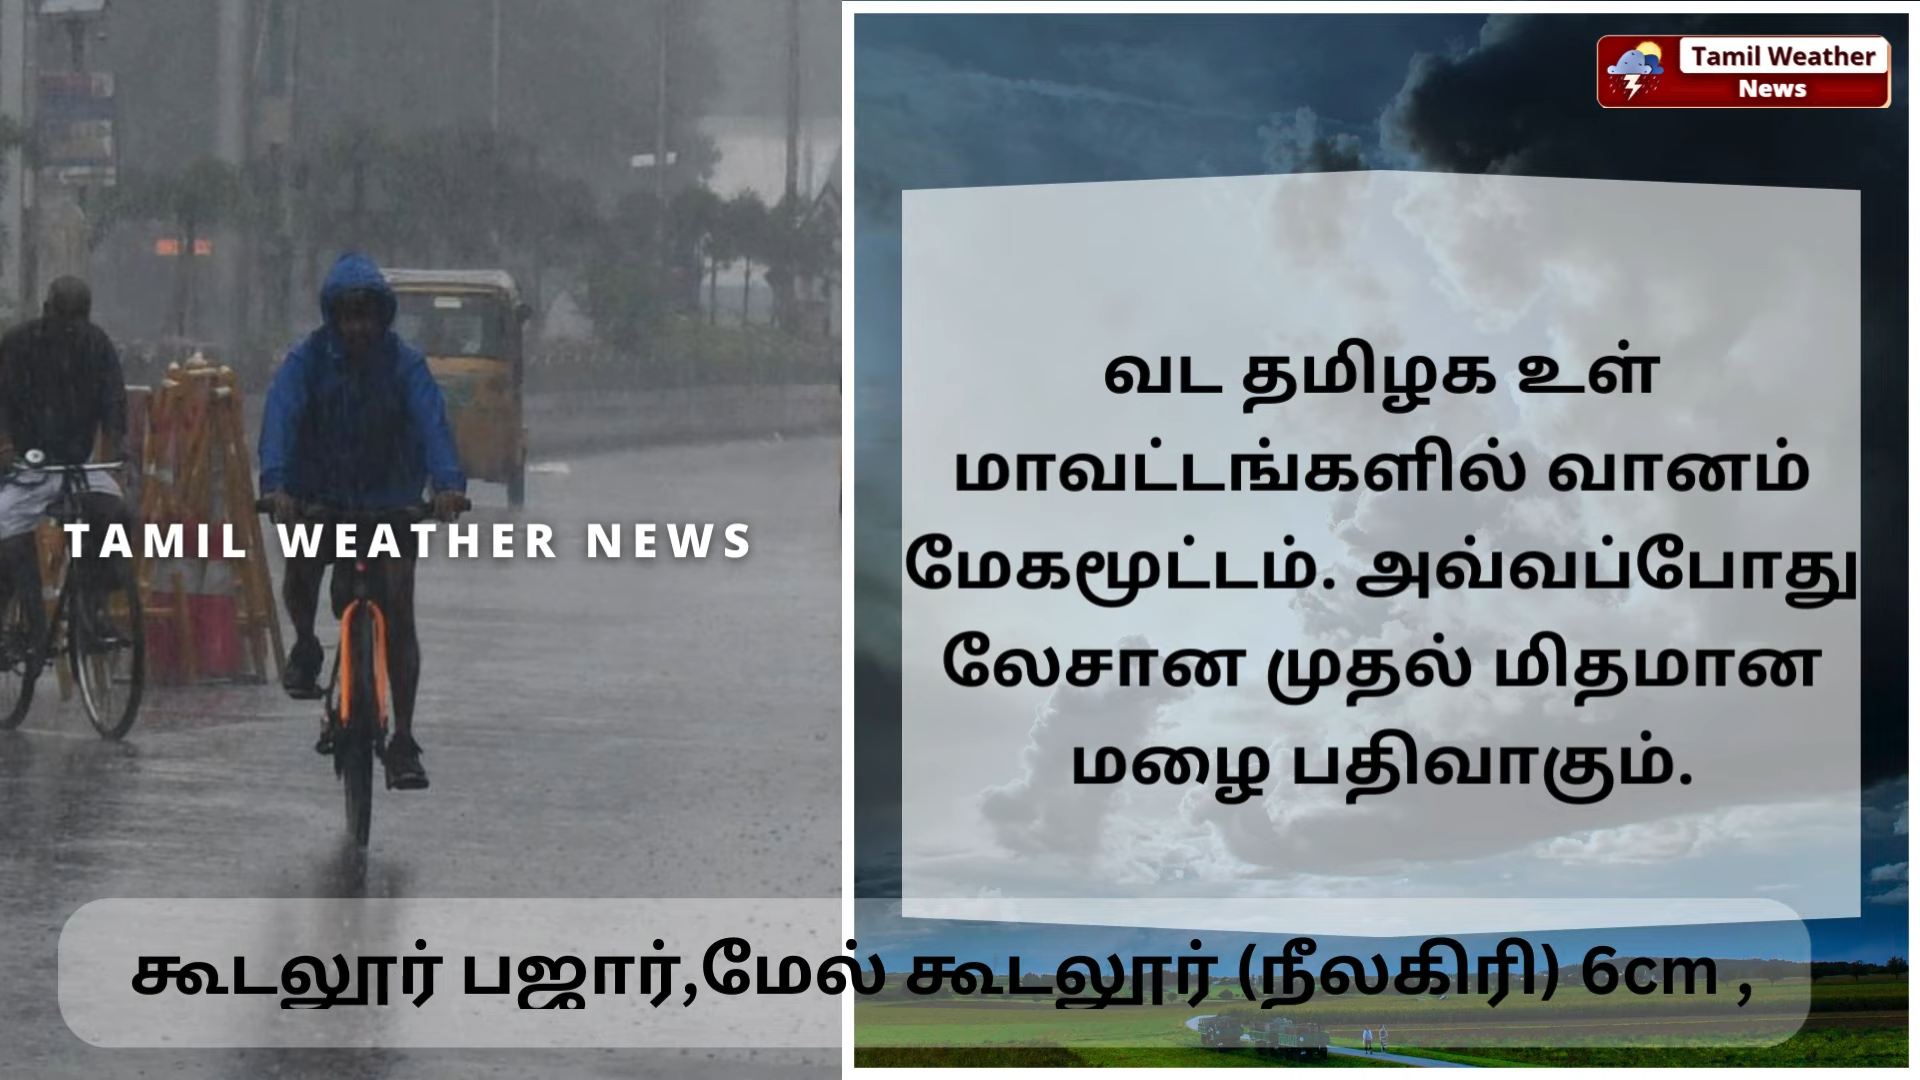 Tamil Weather
News
வட தமிழக உள்
மாவட்டங்களில் வானம்
மேகமூட்டம். அவ்வப்போது
லேசான முதல் மிதமான
மழை பதிவாகும்.
TAMIL WEATHER NEWS
கூடலூர் பஜார்,மேல் கூடலூர் (நீலகிரி) 6cm ,